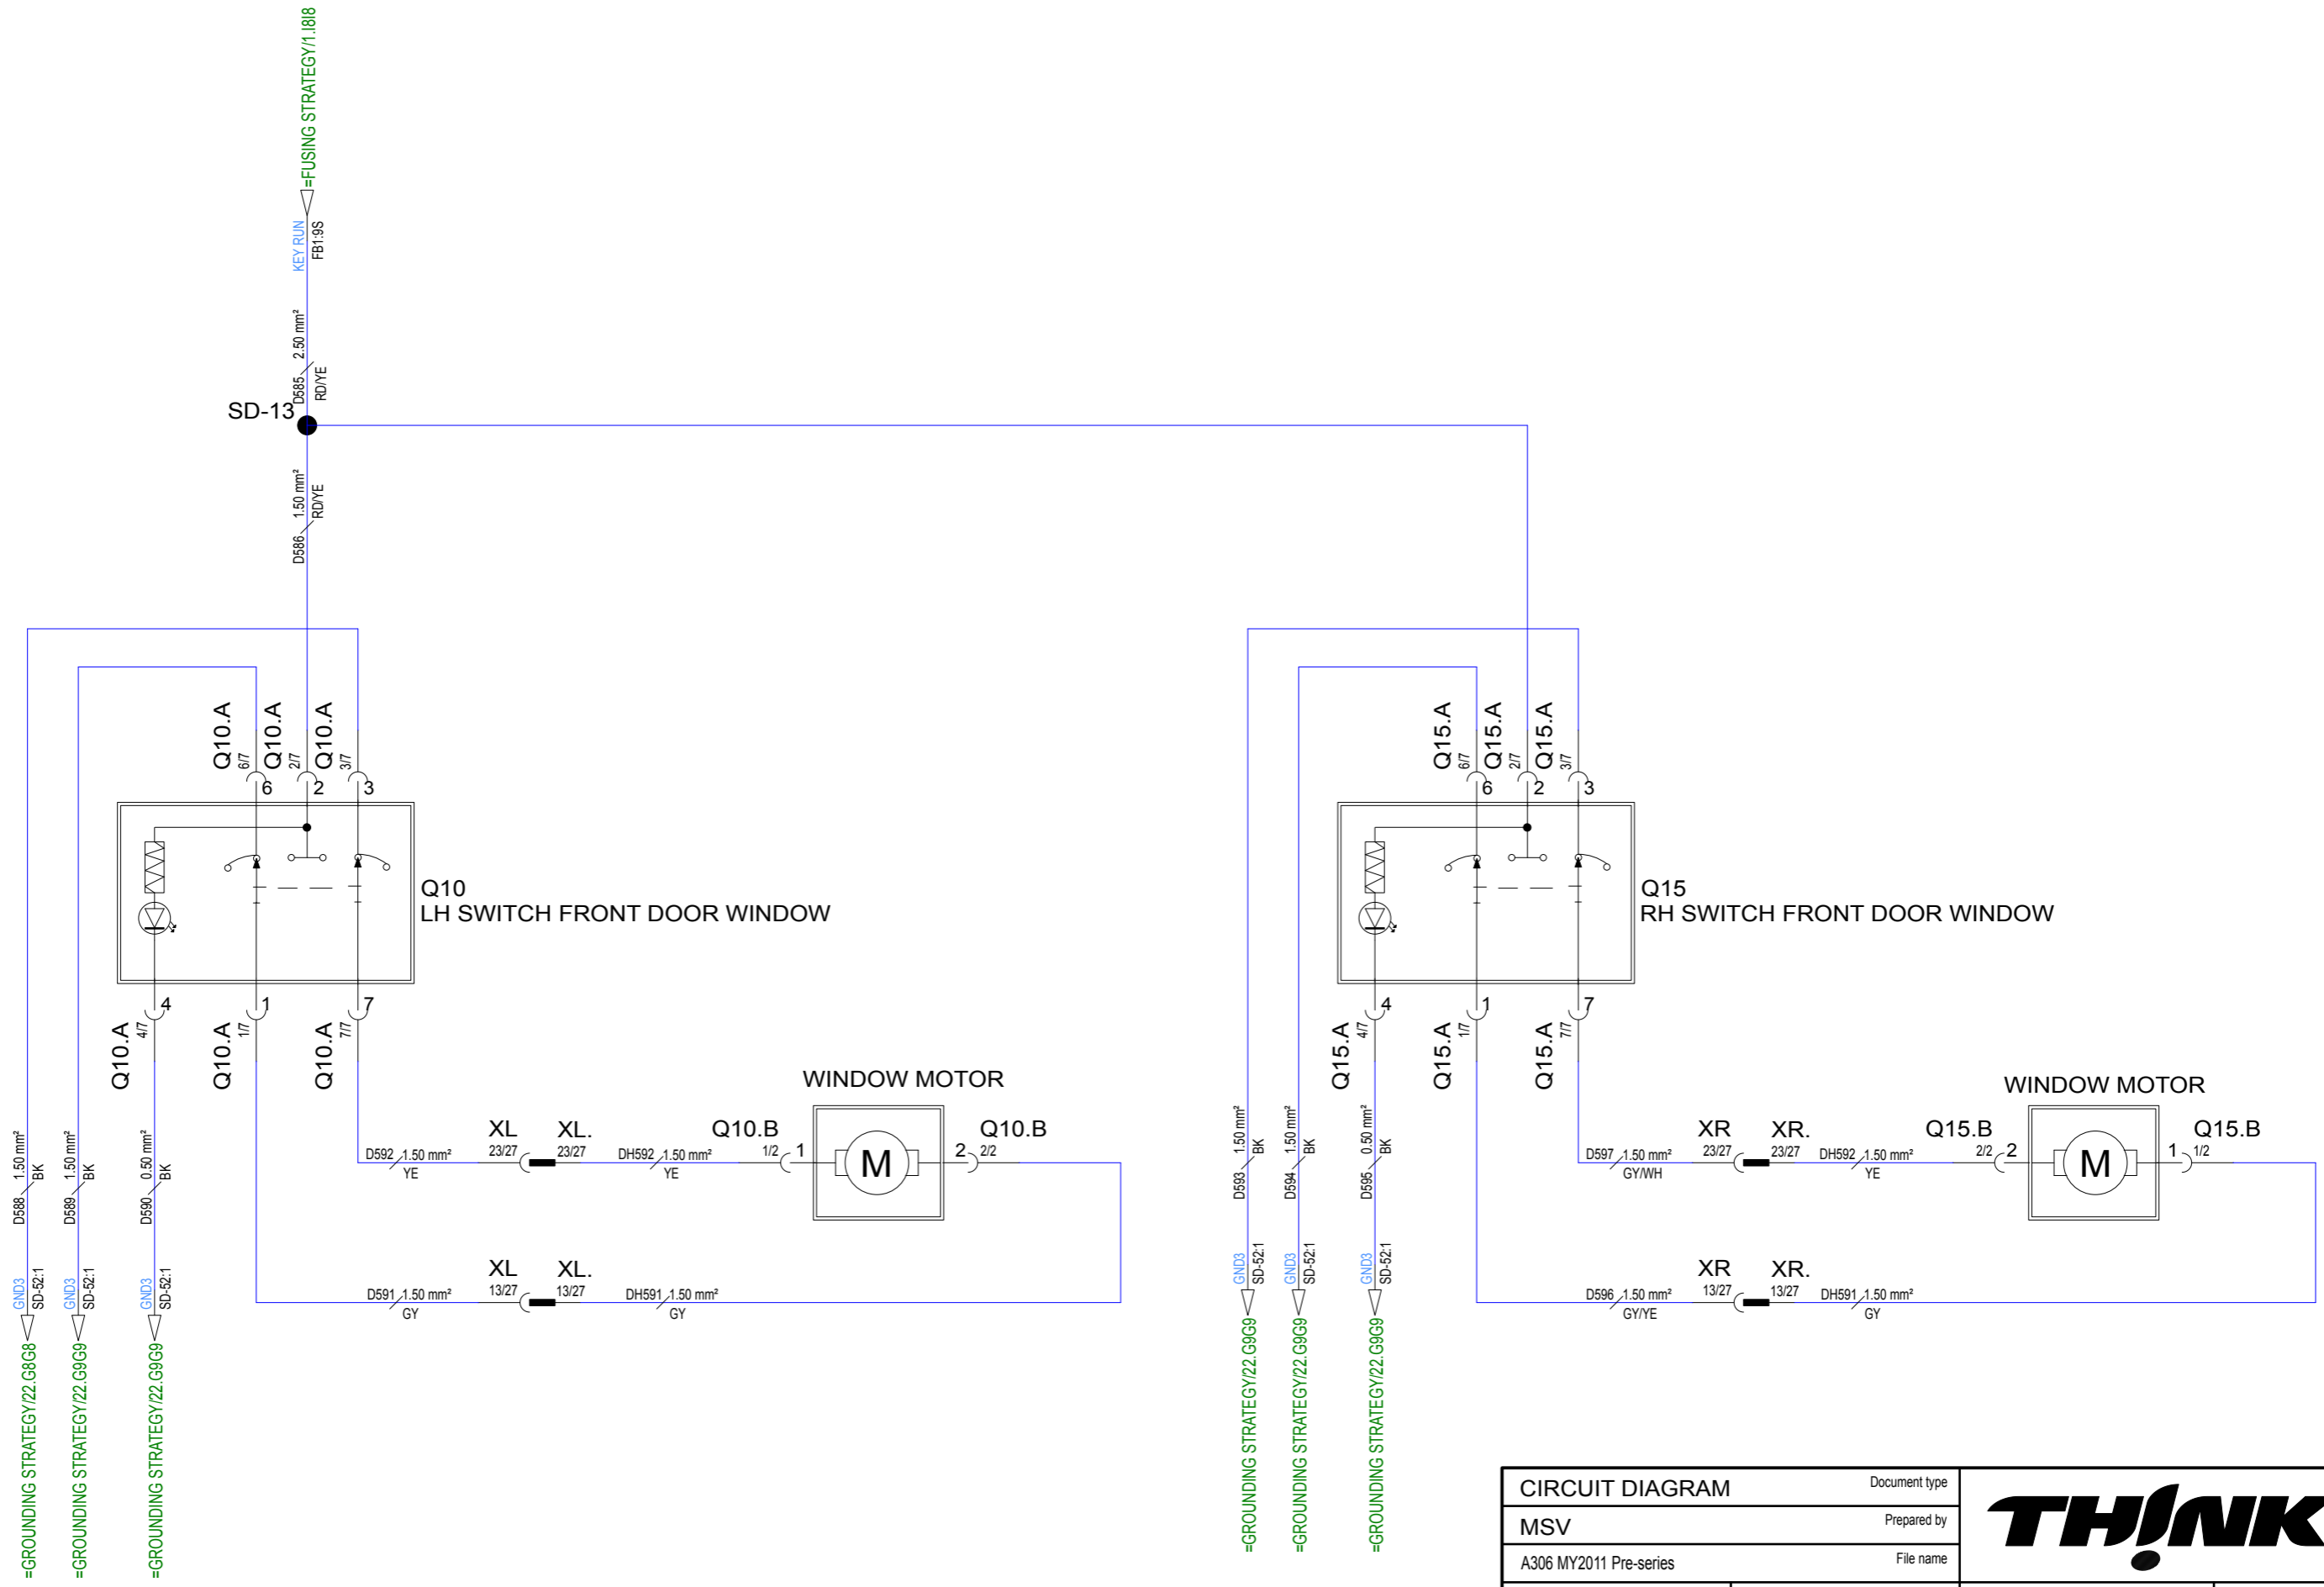 =FUSING STRATEGY/1.I8I8
KEY RUN
FB1:9S
D585 2.50 mm²
RD/YE
SD-13
D586 1.50 mm²
RD/YE
Q10.A
6/7
Q10.A
2/7
Q10.A
3/7
6
2
3
Q10
LH SWITCH FRONT DOOR WINDOW
4
1
7
Q10.A
4/7
Q10.A
1/7
Q10.A
7/7
D588 1.50 mm²
BK
D589 1.50 mm²
BK
D590 0.50 mm²
BK
GND3
SD-52:1
GND3
SD-52:1
GND3
SD-52:1
=GROUNDING STRATEGY/22.G8G8
=GROUNDING STRATEGY/22.G9G9
=GROUNDING STRATEGY/22.G9G9
WINDOW MOTOR
D592 1.50 mm²
YE
XL
23/27
XL.
23/27
DH592 1.50 mm²
YE
Q10.B
1/2
1
M
2
Q10.B
2/2
D591 1.50 mm²
GY
XL
13/27
XL.
13/27
DH591 1.50 mm²
GY
Q15.A
6/7
Q15.A
2/7
Q15.A
3/7
6
2
3
Q15
RH SWITCH FRONT DOOR WINDOW
4
1
7
Q15.A
4/7
Q15.A
1/7
Q15.A
7/7
D593 1.50 mm²
BK
D594 1.50 mm²
BK
D595 0.50 mm²
BK
GND3
SD-52:1
GND3
SD-52:1
GND3
SD-52:1
=GROUNDING STRATEGY/22.G9G9
=GROUNDING STRATEGY/22.G9G9
=GROUNDING STRATEGY/22.G9G9
WINDOW MOTOR
D597 1.50 mm²
GY/WH
XR
23/27
XR.
23/27
DH592 1.50 mm²
YE
Q15.B
2/2
2
M
1
Q15.B
1/2
D596 1.50 mm²
GY/YE
XR
13/27
XR.
13/27
DH591 1.50 mm²
GY
CIRCUIT DIAGRAM Document type
MSV Prepared by
A306 MY2011 Pre-series File name
TH!NK